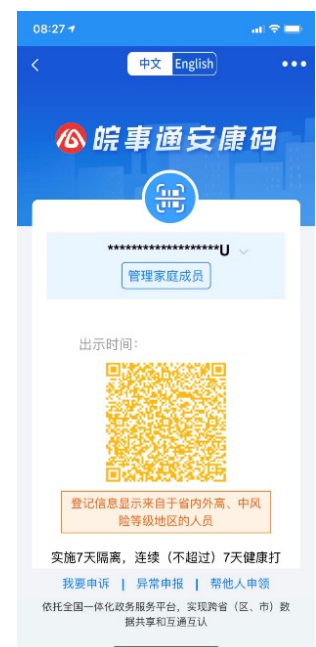 08:27
中文 English
皖事通安康码
*******************U
管理家庭成员
出示时间:
登记信息显示来自于省内外高、中风
险等级地区的人员
实施7天隔离，连续（不超过）7天健康打
我要申诉 | 异常申报 | 帮他人申领
依托全国一体化政务服务平台，实现跨省（区、市）数
据共享和互通互认